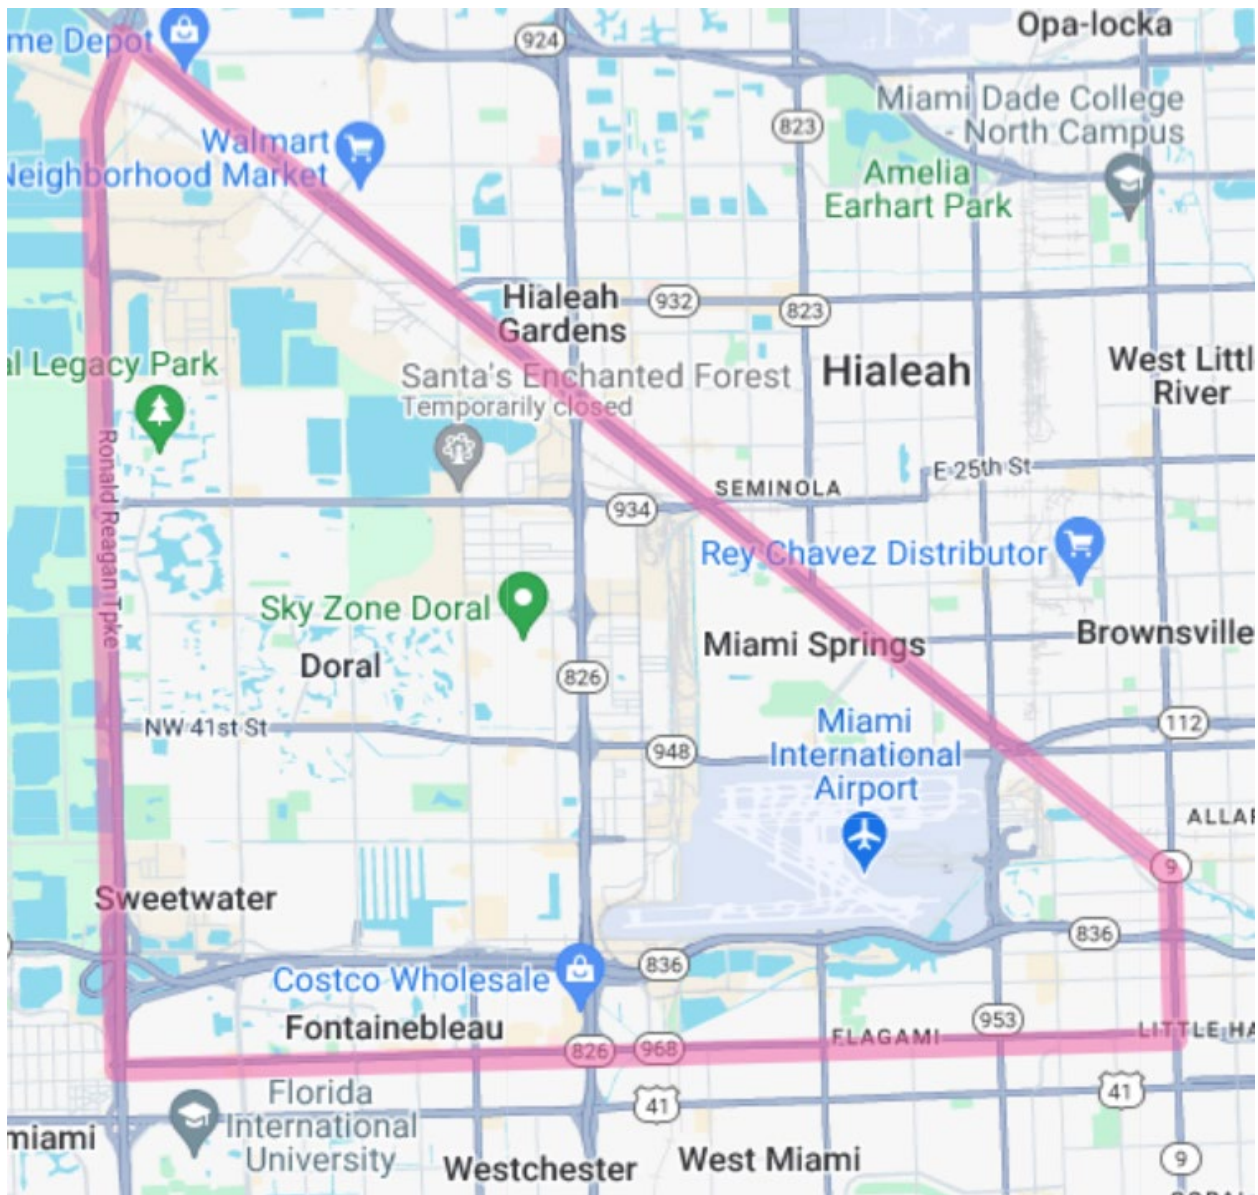 Opa-locka
me Depot
924
Miami Dade College
- North Campus
823
Walmart
Neighborhood Market
Amelia
Earhart Park
Hialeah
Gardens
932
823
al Legacy Park
Santa's Enchanted Forest
Temporarily closed
Hialeah
West Littl
River
Ronald Reagan Tpke
E 25th St
SEMINOLA
934
Rey Chavez Distributor
Sky Zone Doral
Doral
Miami Springs
Brownsville
826
NW 41st St
948
Miami
International
Airport
112
ALLAP
9
Sweetwater
836
836
Costco Wholesale
Fontainebleau
953
826
968
FLAGAMI
LITTLE HA
Florida
International
University
41
41
miami
Westchester
West Miami
9